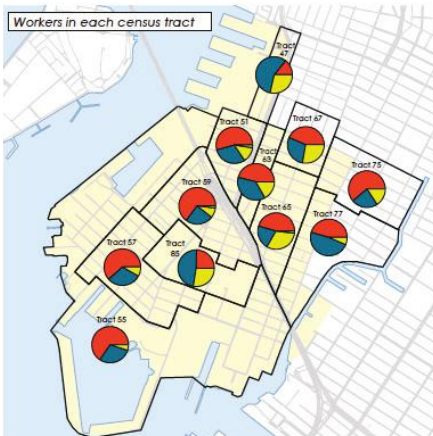 Workers in each census tract
Tract
47
Tract 51
Tract 67
Tract
63
Tract 75
Tract 59
Tract 65
Tract 77
Tract 57
Tract
85
Tract 55